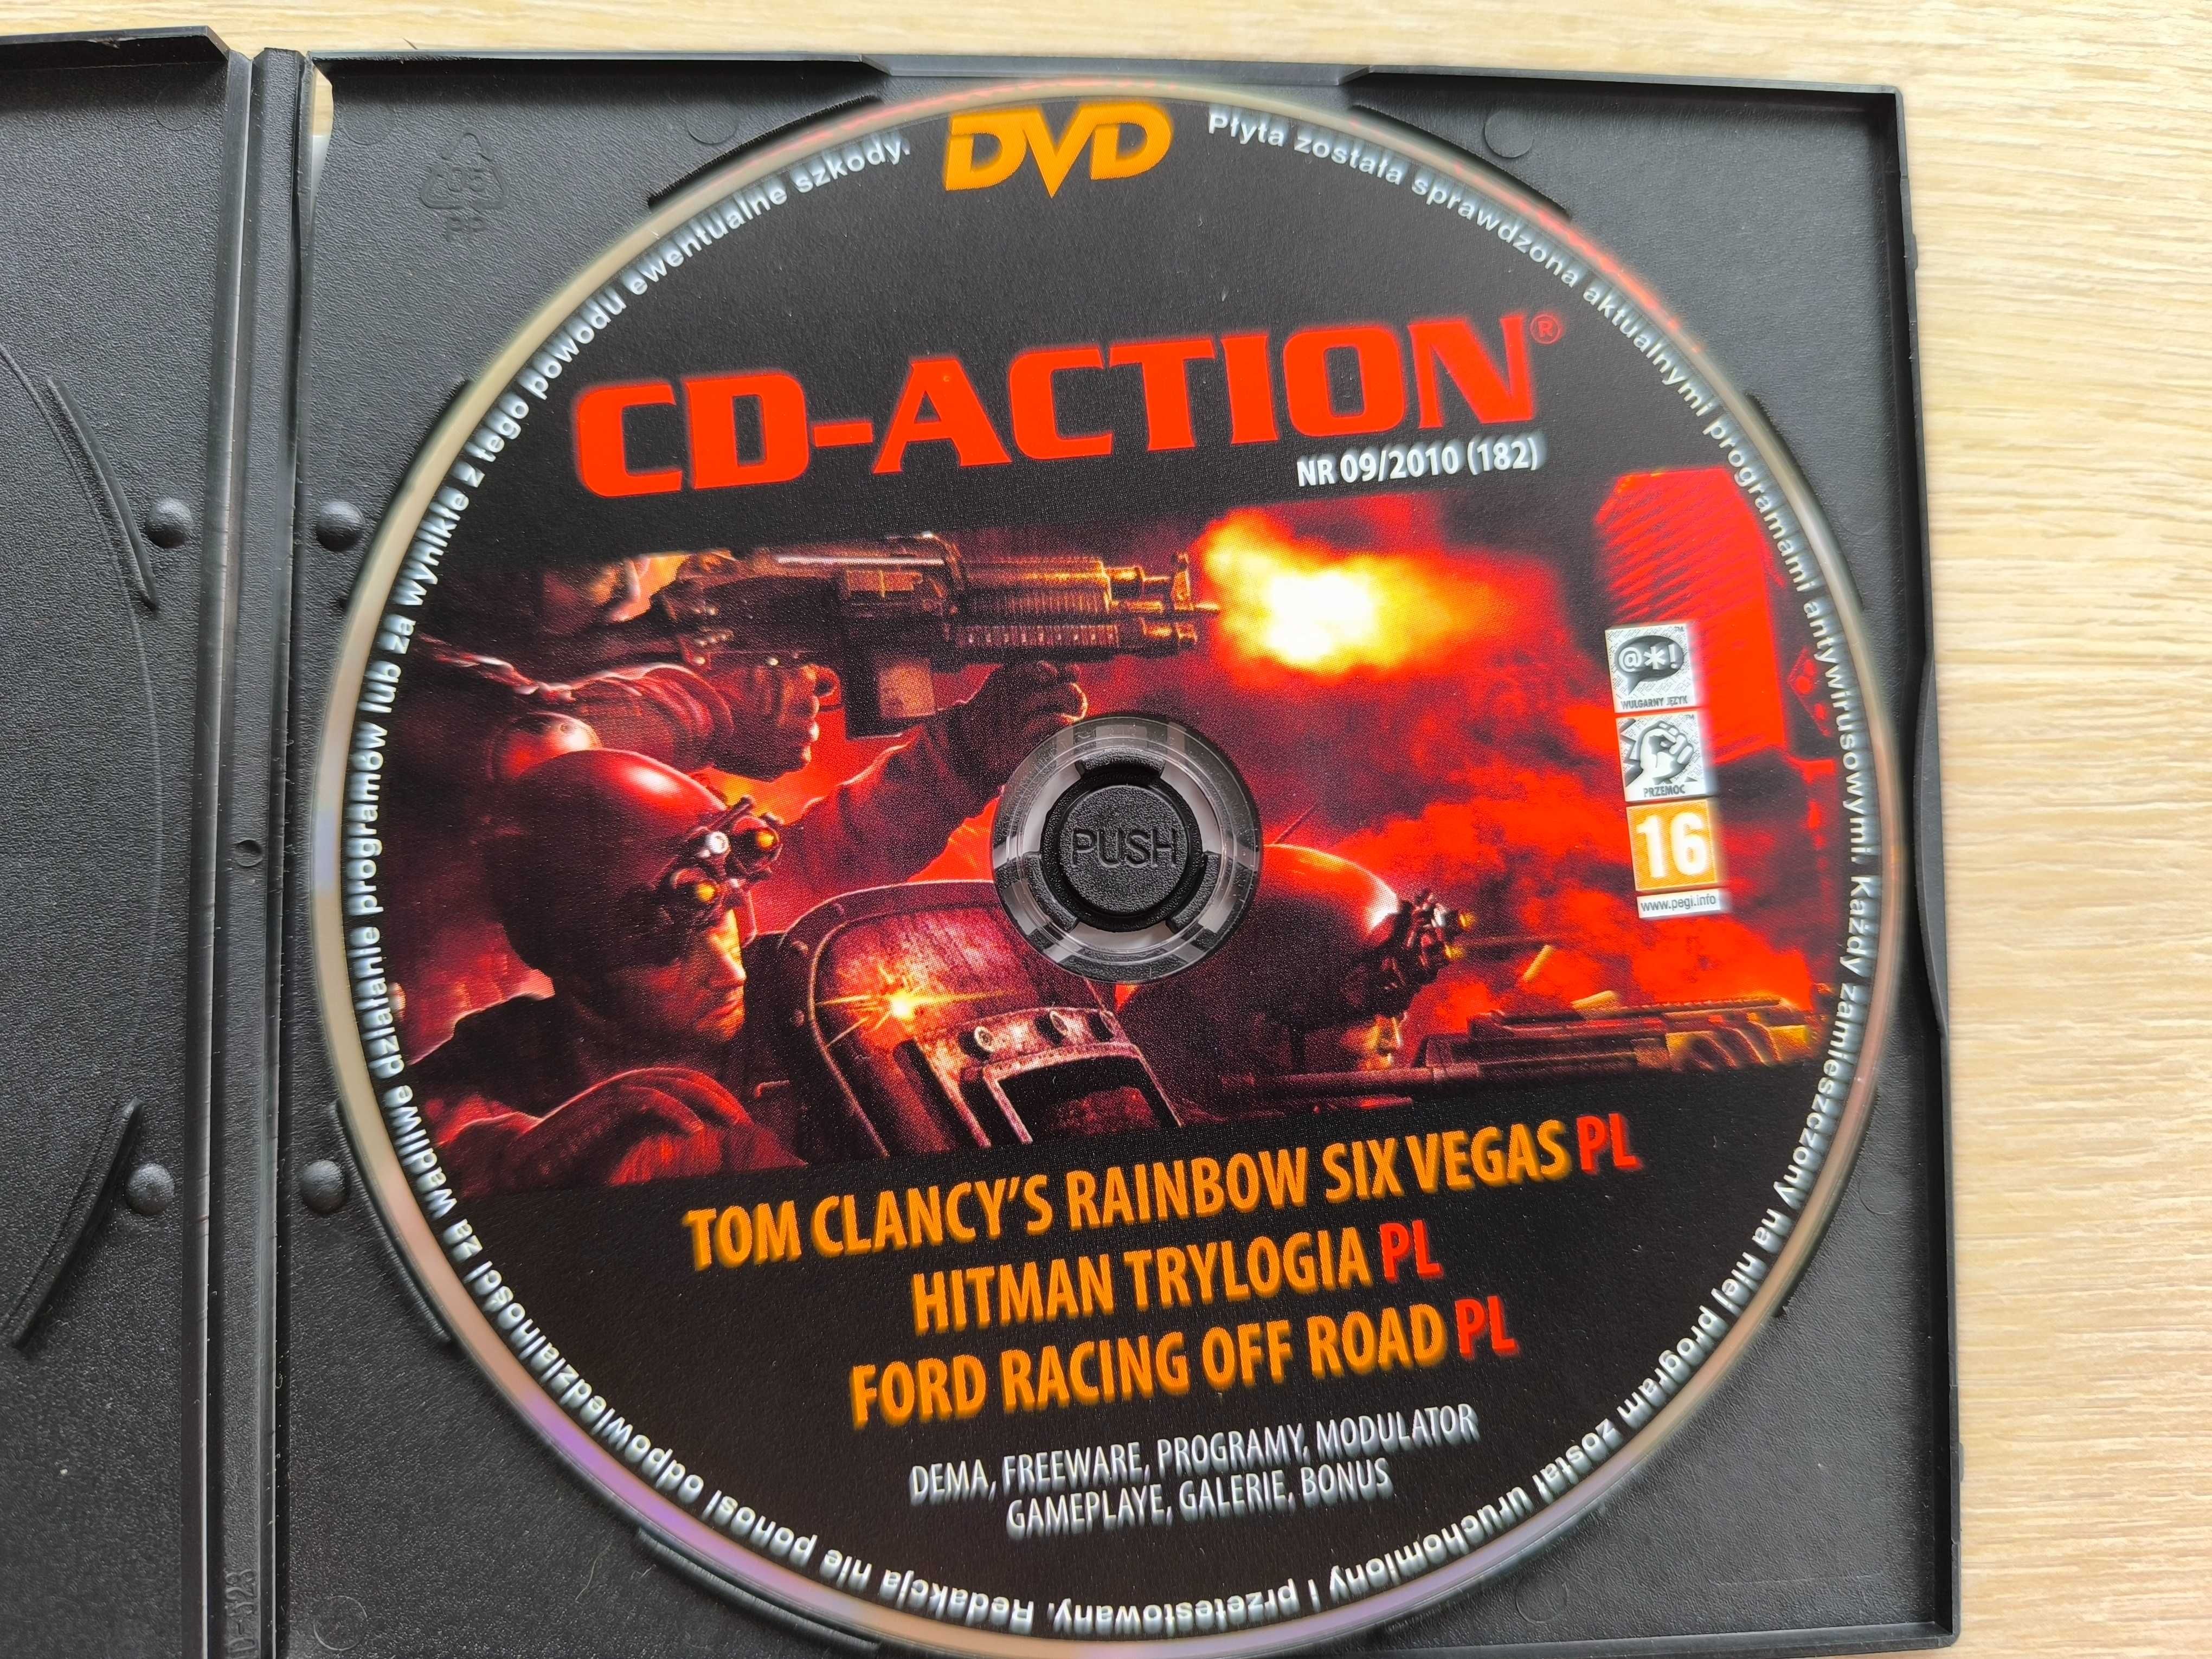 DVD
Płyta została sprawdzona aktualnymi programami antywirusowymi. Każdy zamieszczony na niej program został uruchomiony i przetestowany. Redakcja nie ponosi odpowiedzialności za wadliwe działanie programów lub za wynikłe z tego powodu ewentualne szkody.
CD-ACTION®
NR 09/2010 (182)
@*!
WULGARNY JĘZYK
PRZEMOC
16
www.pegi.info
PUSH
TOM CLANCY'S RAINBOW SIX VEGAS PL
HITMAN TRYLOGIA PL
FORD RACING OFF ROAD PL
DEMA, FREEWARE, PROGRAMY, MODULATOR
GAMEPLAYE, GALERIE, BONUS
05
PP